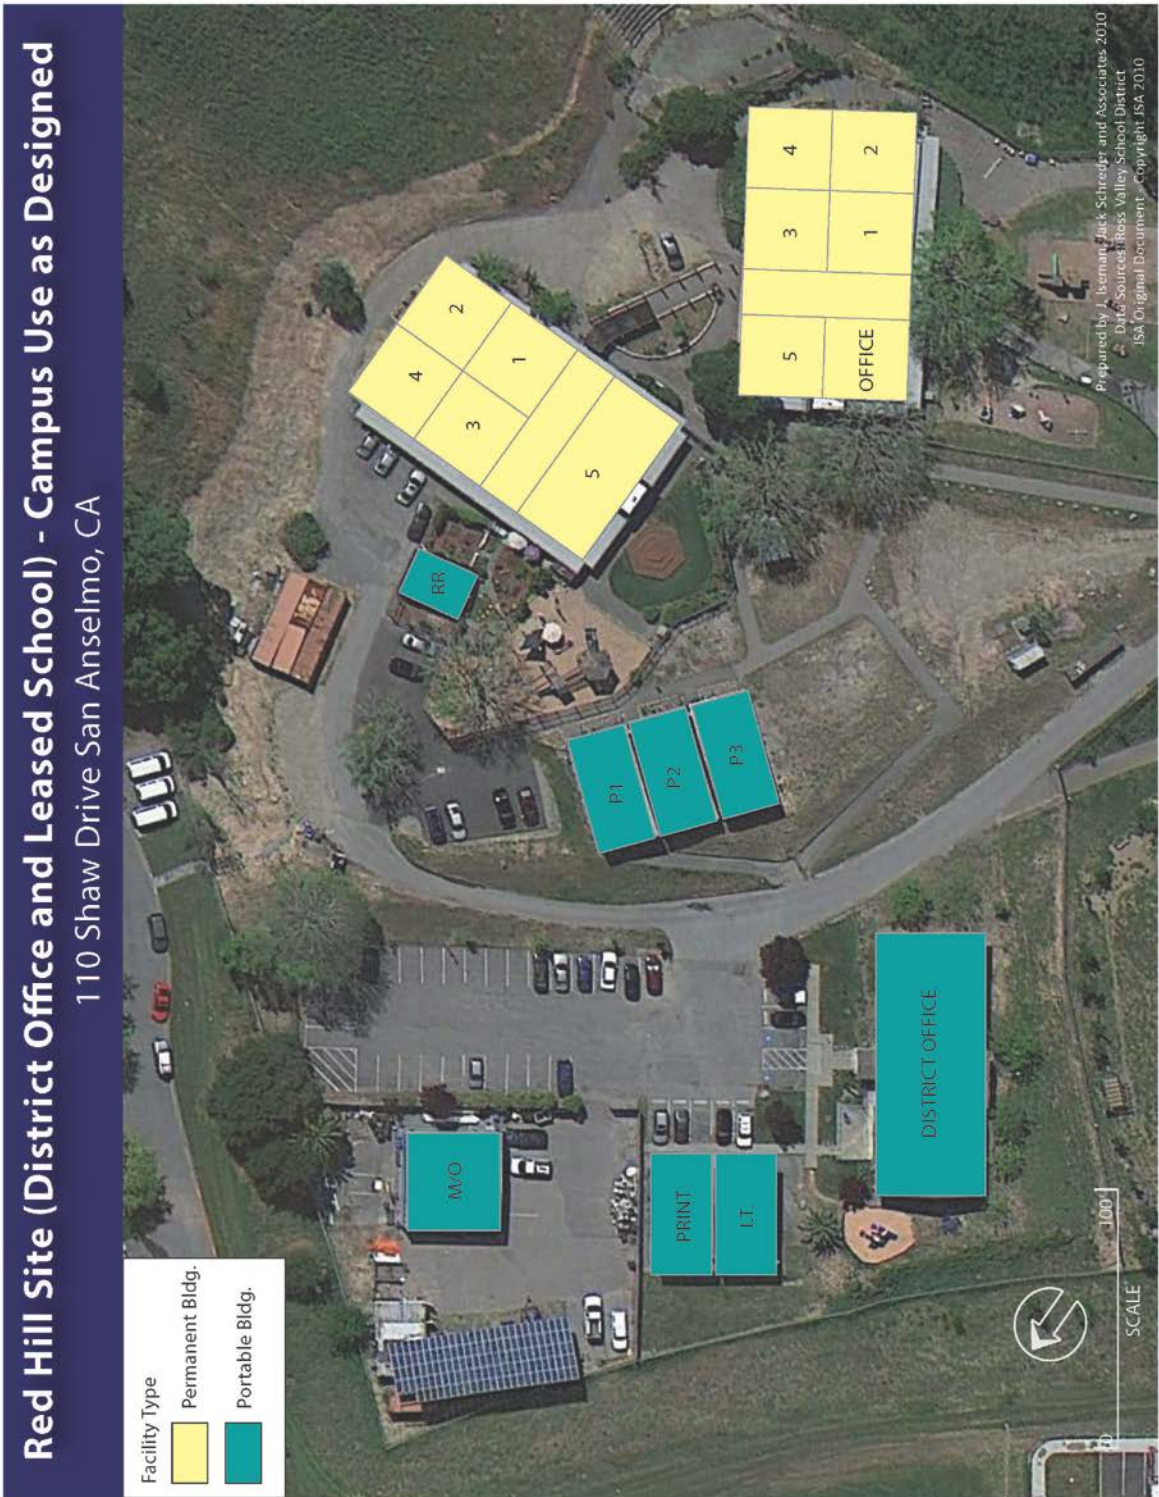 Red Hill Site (District Office and Leased School) - Campus Use as Designed
110 Shaw Drive San Anselmo, CA
Facility Type
Permanent Bldg.
Portable Bldg.
M/O
PRINT
I.T.
DISTRICT OFFICE
P1
P2
P3
RR
4
2
3
1
5
5
3
4
OFFICE
1
2
0
100
SCALE
Prepared by J. Iseman, Jack Schreder and Associates 2010
Data Sources: Ross Valley School District
JSA Original Document - Copyright JSA 2010